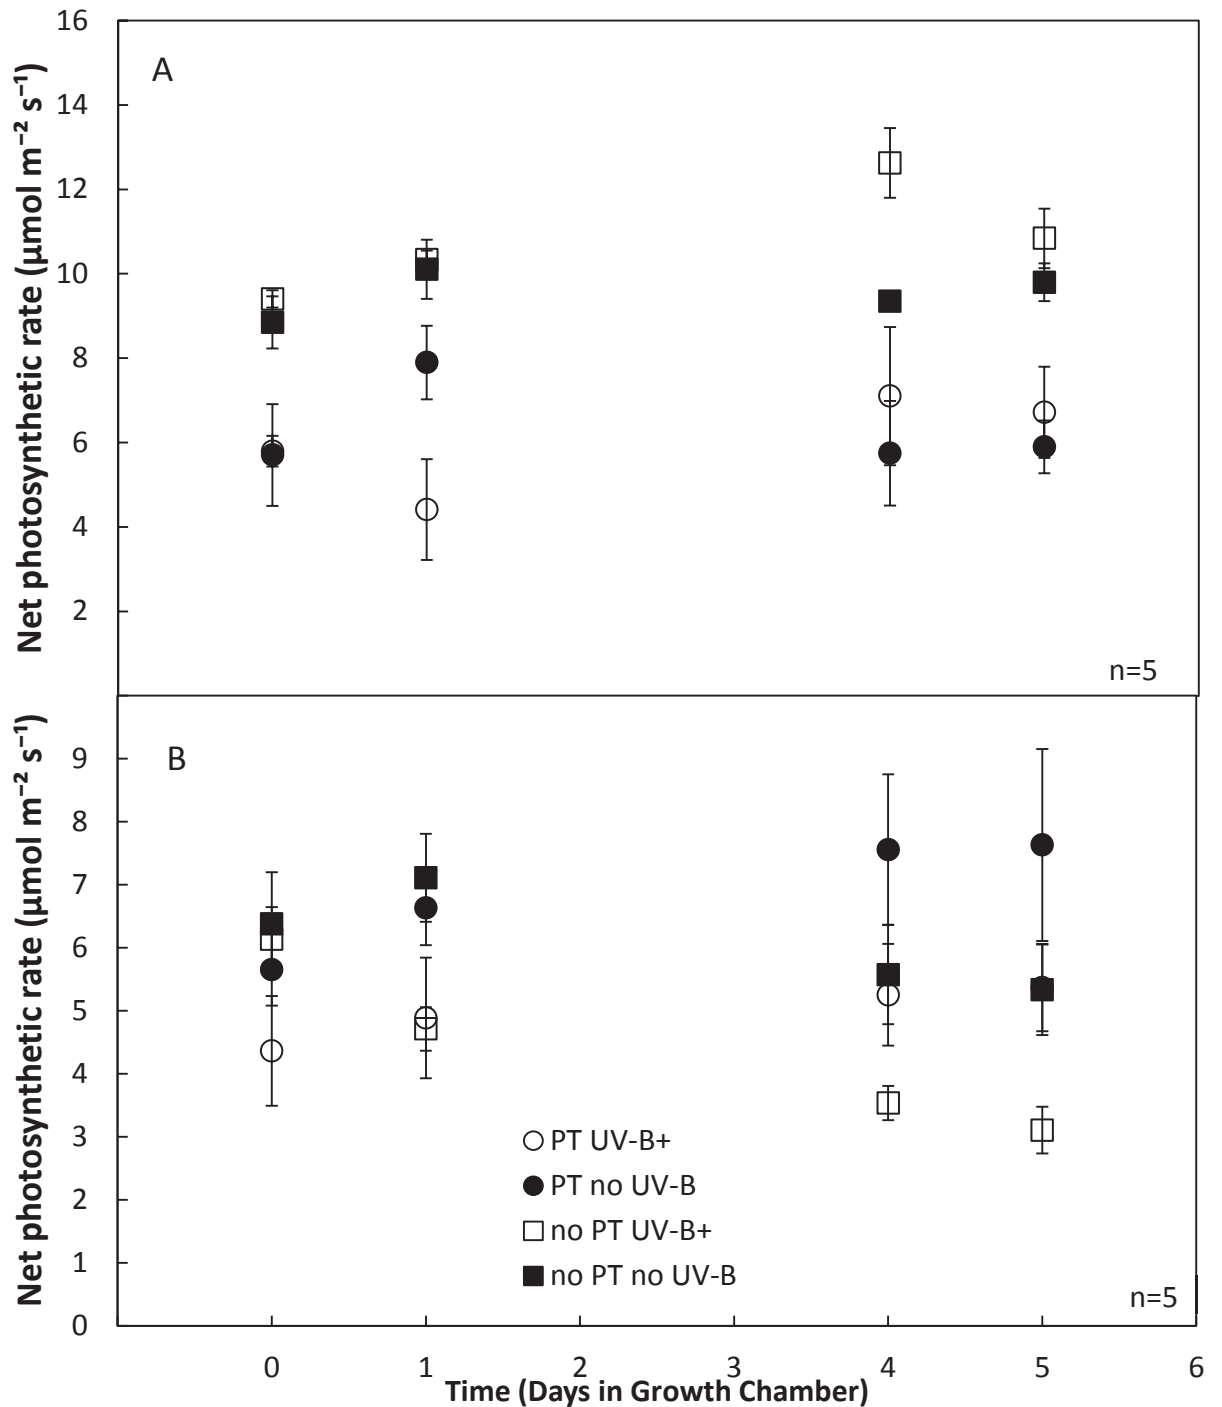 16
A
14
12
10
8
6
4
2
Net photosynthetic rate (μmol m⁻² s⁻¹)
n=5
B
9
8
7
6
5
4
3
2
1
0
Net photosynthetic rate (μmol m⁻² s⁻¹)
PT UV-B+
PT no UV-B
no PT UV-B+
no PT no UV-B
n=5
0 1 2 3 4 5 6
Time (Days in Growth Chamber)